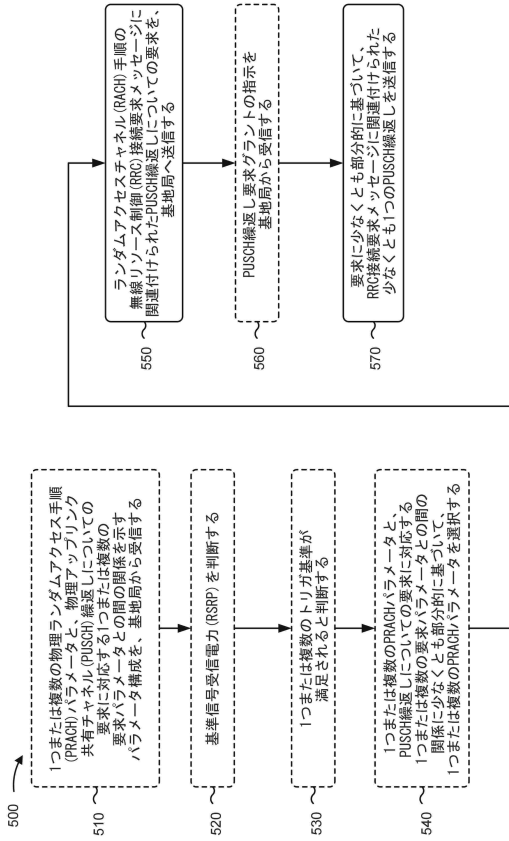 500
1つまたは複数の物理ランダムアクセス手順
(PRACH)パラメータと、物理アップリンク
共有チャネル(PUSCH)繰返しについての
要求に対応する1つまたは複数の
要求パラメータとの間の関係を示す
パラメータ構成を、基地局から受信する
510
基準信号受信電力(RSRP)を判断する
520
1つまたは複数のトリガ基準が
満足されると判断する
530
1つまたは複数のPRACHパラメータと、
PUSCH繰返しについての要求に対応する
1つまたは複数の要求パラメータとの間の
関係に少なくとも部分的に基づいて、
1つまたは複数のPRACHパラメータを選択する
540
ランダムアクセスチャネル(RACH)手順の
無線リソース制御(RRC)接続要求メッセージに
関連付けられたPUSCH繰返しについての要求を、
基地局へ送信する
550
PUSCH繰返し要求グラントの指示を
基地局から受信する
560
要求に少なくとも部分的に基づいて、
RRC接続要求メッセージに関連付けられた
少なくとも1つのPUSCH繰返しを送信する
570